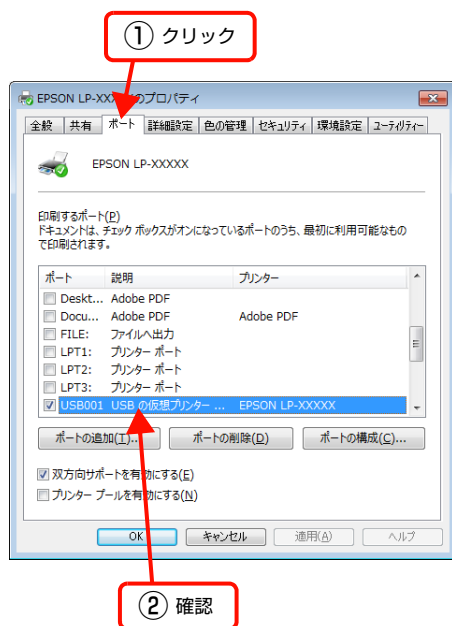 ① クリック
EPSON LP-XX のプロパティ
全般 共有 ポート 詳細設定 色の管理 セキュリティ 環境設定 ユーティリティー
EPSON LP-XXXXX
印刷するポート(P)
ドキュメントは、チェック ボックスがオンになっているポートのうち、最初に利用可能なもの
で印刷されます。
ポート 説明 プリンター
Deskt... Adobe PDF
Docu... Adobe PDF Adobe PDF
FILE: ファイルへ出力
LPT1: プリンター ポート
LPT2: プリンター ポート
LPT3: プリンター ポート
USB001 USB の仮想プリンター ... EPSON LP-XXXXX
ポートの追加(T)... ポートの削除(D) ポートの構成(C)...
双方向サポートを有効にする(E)
プリンター プールを有効にする(N)
OK キャンセル 適用(A) ヘルプ
② 確認